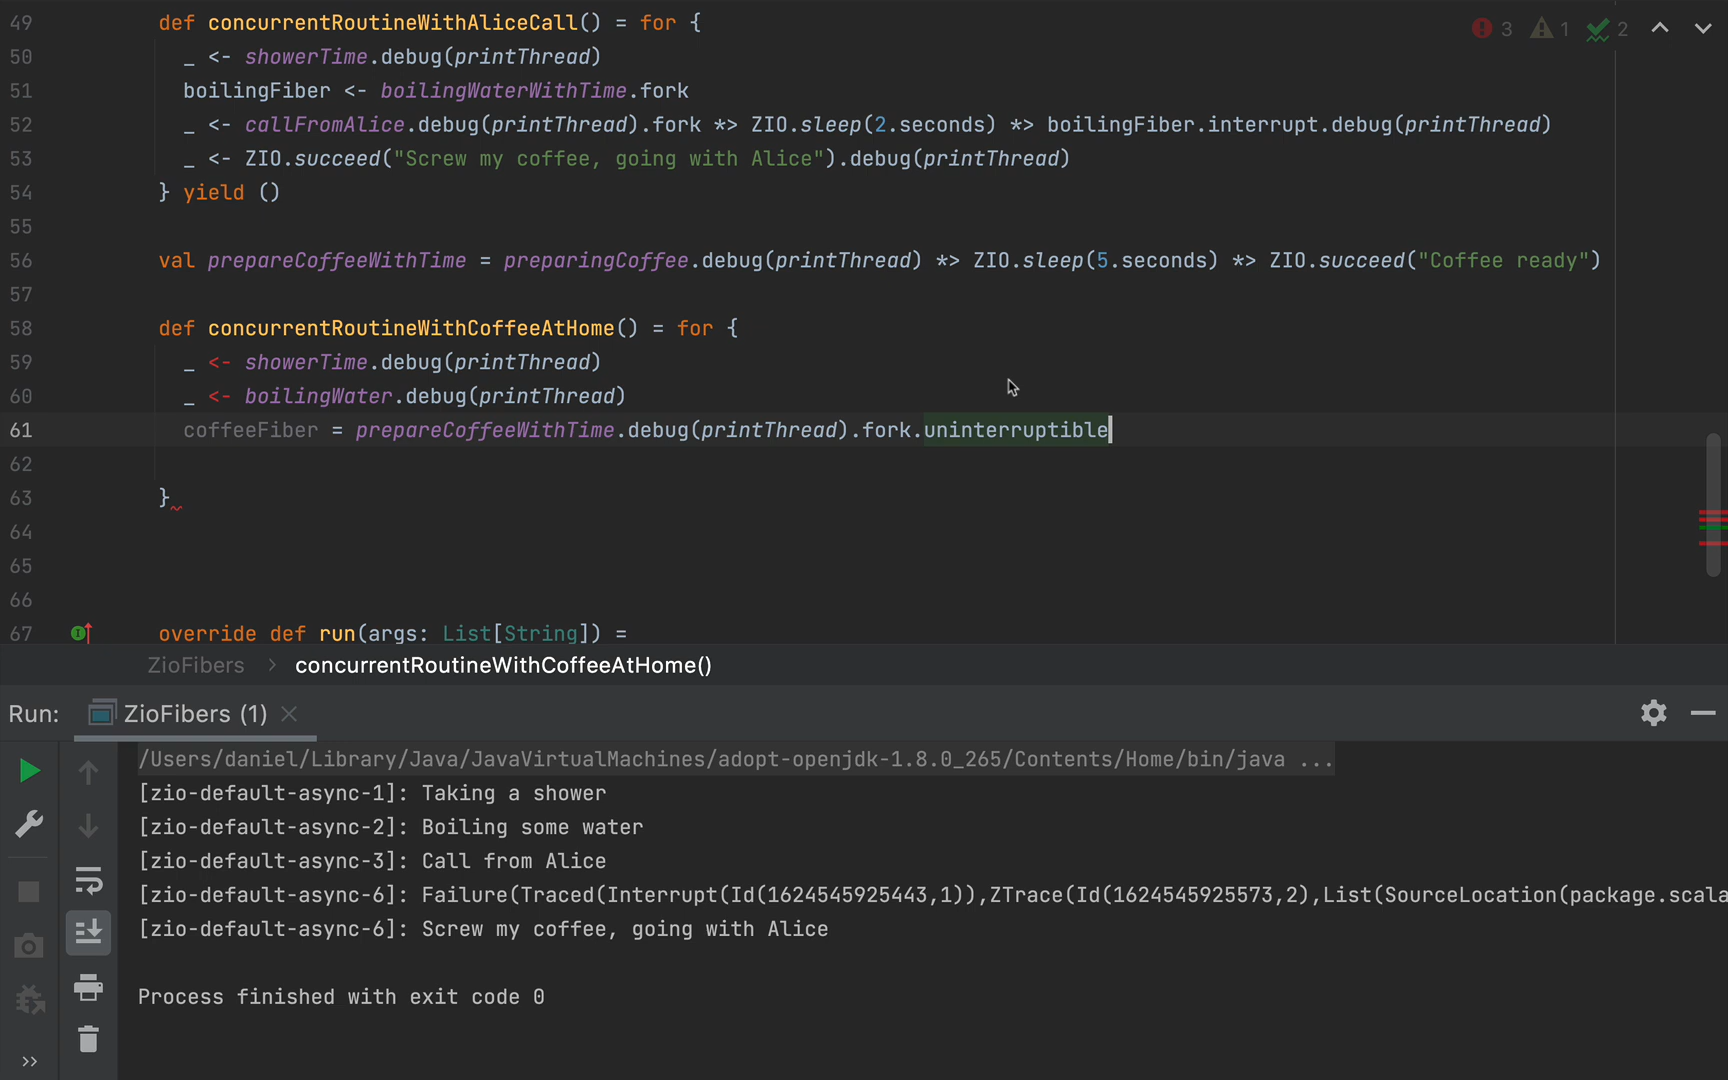 49 def concurrentRoutineWithAliceCall() = for {
3 1 2
50 _ <- showerTime.debug(printThread)
51 boilingFiber <- boilingWaterWithTime.fork
52 _ <- callFromAlice.debug(printThread).fork *> ZIO.sleep(2.seconds) *> boilingFiber.interrupt.debug(printThread)
53 _ <- ZIO.succeed("Screw my coffee, going with Alice").debug(printThread)
54 } yield ()
55
56 val prepareCoffeeWithTime = preparingCoffee.debug(printThread) *> ZIO.sleep(5.seconds) *> ZIO.succeed("Coffee ready")
57
58 def concurrentRoutineWithCoffeeAtHome() = for {
59 _ <- showerTime.debug(printThread)
60 _ <- boilingWater.debug(printThread)
61 coffeeFiber = prepareCoffeeWithTime.debug(printThread).fork.uninterruptible
62
63 }
64
65
66
67 override def run(args: List[String]) =
ZioFibers > concurrentRoutineWithCoffeeAtHome()
Run: ZioFibers (1)
/Users/daniel/Library/Java/JavaVirtualMachines/adopt-openjdk-1.8.0_265/Contents/Home/bin/java ...
[zio-default-async-1]: Taking a shower
[zio-default-async-2]: Boiling some water
[zio-default-async-3]: Call from Alice
[zio-default-async-6]: Failure(Traced(Interrupt(Id(1624545925443,1)),ZTrace(Id(1624545925573,2),List(SourceLocation(package.scala
[zio-default-async-6]: Screw my coffee, going with Alice
Process finished with exit code 0